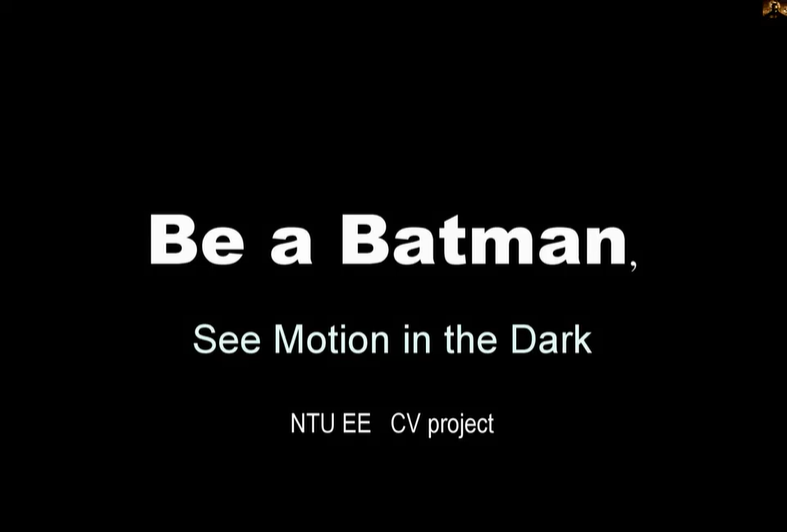 Be a Batman,
See Motion in the Dark
NTU EE CV project